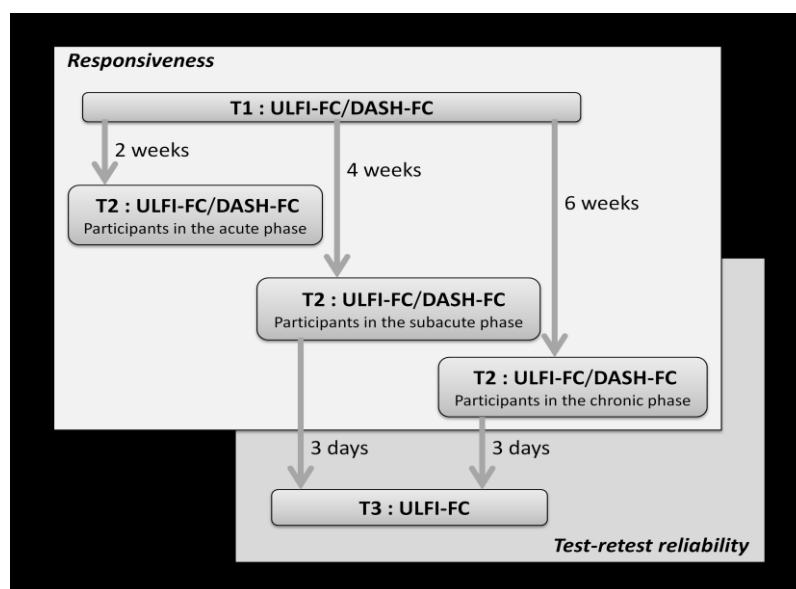 Responsiveness
T1 : ULFI-FC/DASH-FC
2 weeks
4 weeks
6 weeks
T2 : ULFI-FC/DASH-FC
Participants in the acute phase
T2 : ULFI-FC/DASH-FC
Participants in the subacute phase
T2 : ULFI-FC/DASH-FC
Participants in the chronic phase
3 days
3 days
T3 : ULFI-FC
Test-retest reliability